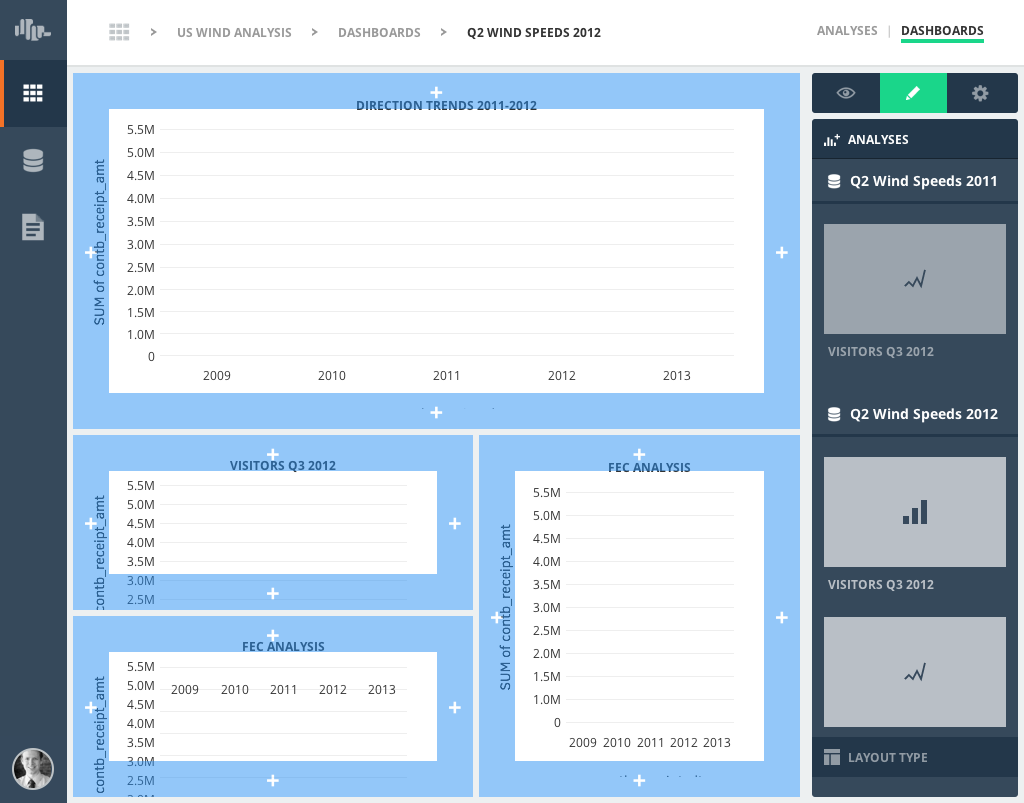 > US WIND ANALYSIS > DASHBOARDS > Q2 WIND SPEEDS 2012
ANALYSES | DASHBOARDS
DIRECTION TRENDS 2011-2012
SUM of contb_receipt_amt
5.5M
5.0M
4.5M
4.0M
3.5M
3.0M
2.5M
2.0M
1.5M
1.0M
0
2009 2010 2011 2012 2013
VISITORS Q3 2012
contb_receipt_amt
5.5M
5.0M
4.5M
4.0M
3.5M
3.0M
2.5M
FEC ANALYSIS
contb_receipt_amt
5.5M
5.0M
2009 2010 2011 2012 2013
4.5M
4.0M
3.5M
3.0M
2.5M
FEC ANALYSIS
SUM of contb_receipt_amt
5.5M
5.0M
4.5M
4.0M
3.5M
3.0M
2.5M
2.0M
1.5M
1.0M
0
2009 2010 2011 2012 2013
ANALYSES
Q2 Wind Speeds 2011
VISITORS Q3 2012
Q2 Wind Speeds 2012
VISITORS Q3 2012
LAYOUT TYPE